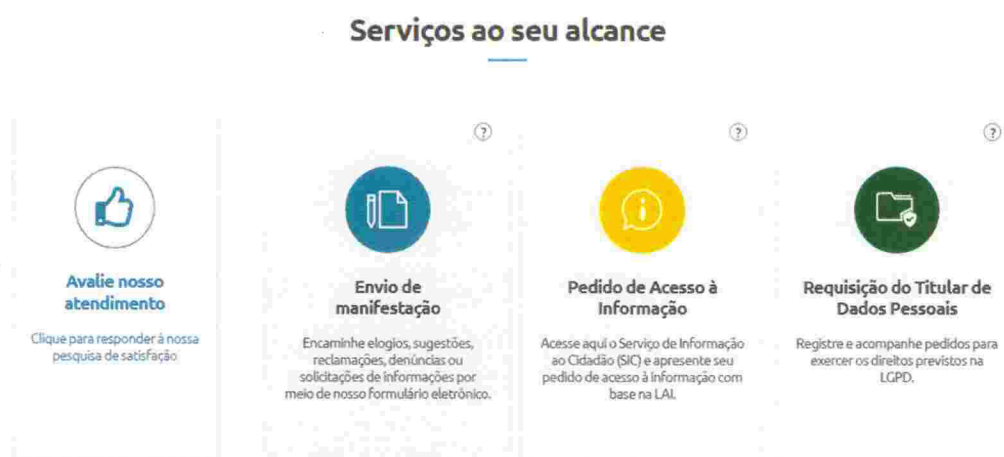 Serviços ao seu alcance
?
?
?
Avalie nosso
atendimento
Clique para responder à nossa
pesquisa de satisfação
Envio de
manifestação
Encaminhe elogios, sugestões,
reclamações, denúncias ou
solicitações de informações por
meio de nosso formulário eletrônico.
Pedido de Acesso à
Informação
Acesse aqui o Serviço de Informação
ao Cidadão (SIC) e apresente seu
pedido de acesso à informação com
base na LAI.
Requisição do Titular de
Dados Pessoais
Registre e acompanhe pedidos para
exercer os direitos previstos na
LGPD.